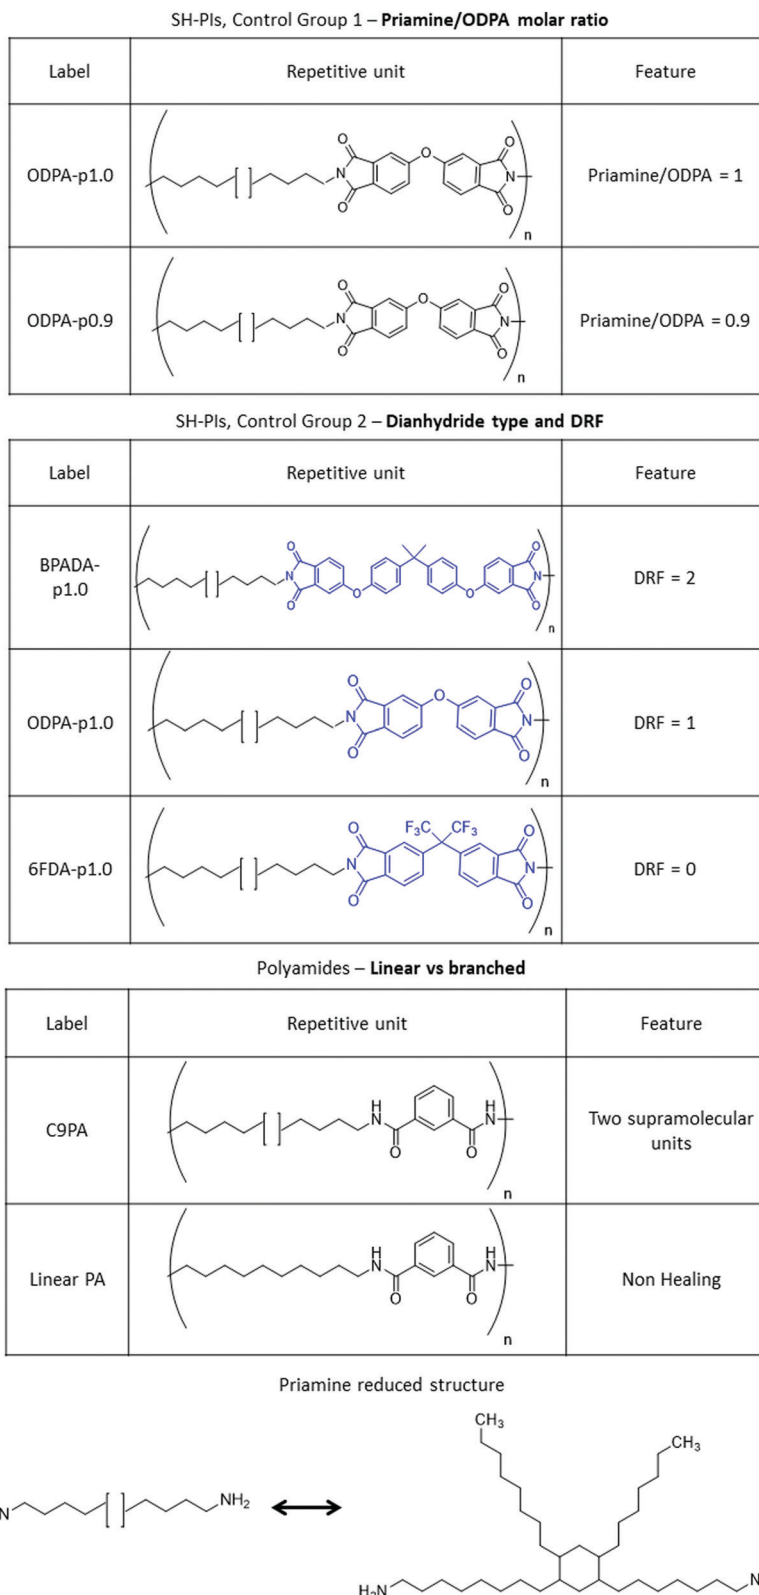 SH-PIs, Control Group 1 – Priamine/ODPA molar ratio
Label Repetitive unit Feature
ODPA-p1.0 O O N O O O N O n Priamine/ODPA = 1
ODPA-p0.9 O O N O O O N O n Priamine/ODPA = 0.9
SH-PIs, Control Group 2 – Dianhydride type and DRF
Label Repetitive unit Feature
BPADA-
p1.0 O N O O O O N O n DRF = 2
ODPA-p1.0 O N O O O N O n DRF = 1
6FDA-p1.0 O N O F₃C CF₃ O N O n DRF = 0
Polyamides – Linear vs branched
Label Repetitive unit Feature
C9PA H N O O H N n Two supramolecular
units
Linear PA H N O O H N n Non Healing
Priamine reduced structure
CH₃
CH₃
N NH₂
H₂N N